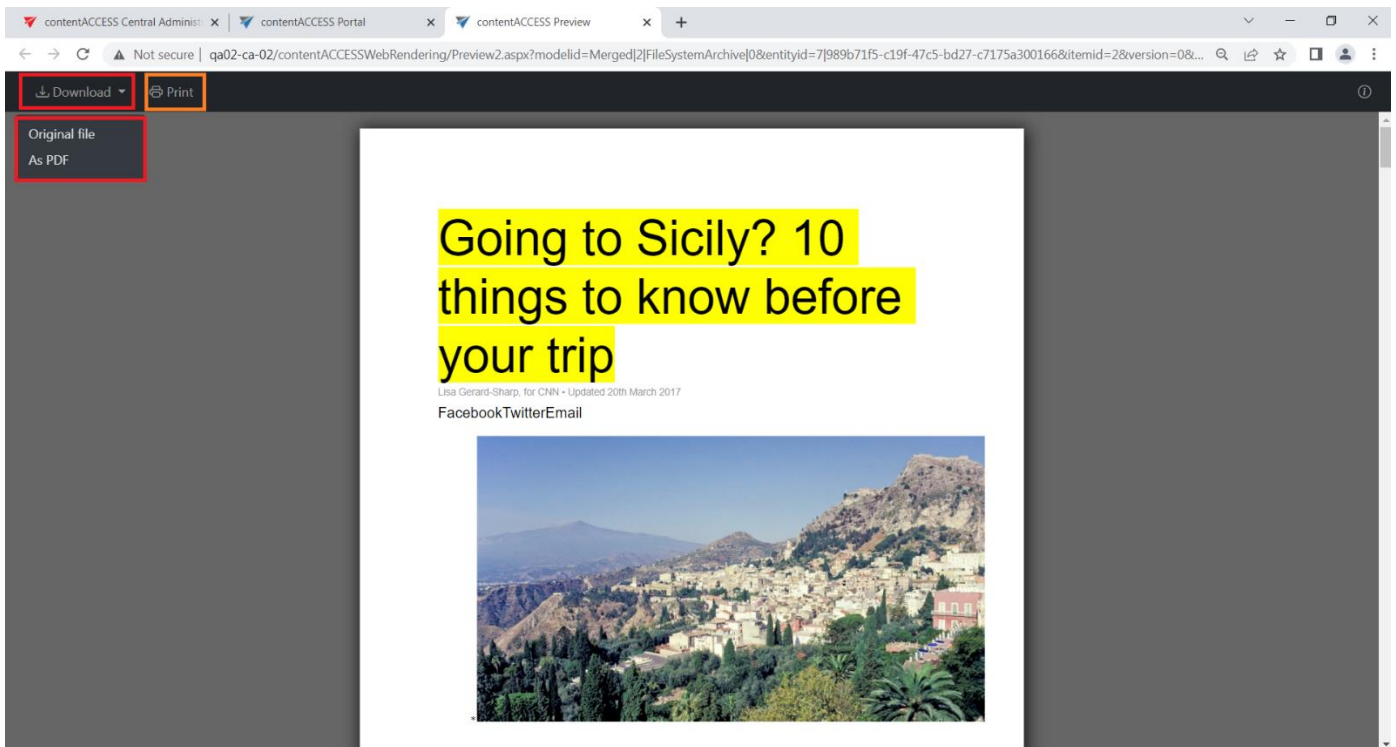 contentACCESS Central Administ
contentACCESS Portal
contentACCESS Preview
Not secure | qa02-ca-02/contentACCESSWebRendering/Preview2.aspx?modelid=Merged|2|FileSystemArchive|0&entityid=7|989b71f5-c19f-47c5-bd27-c7175a300166&itemid=2&version=0&...
Download
Print
Original file
As PDF
Going to Sicily? 10
things to know before
your trip
Lisa Gerard-Sharp, for CNN • Updated 20th March 2017
FacebookTwitterEmail
*